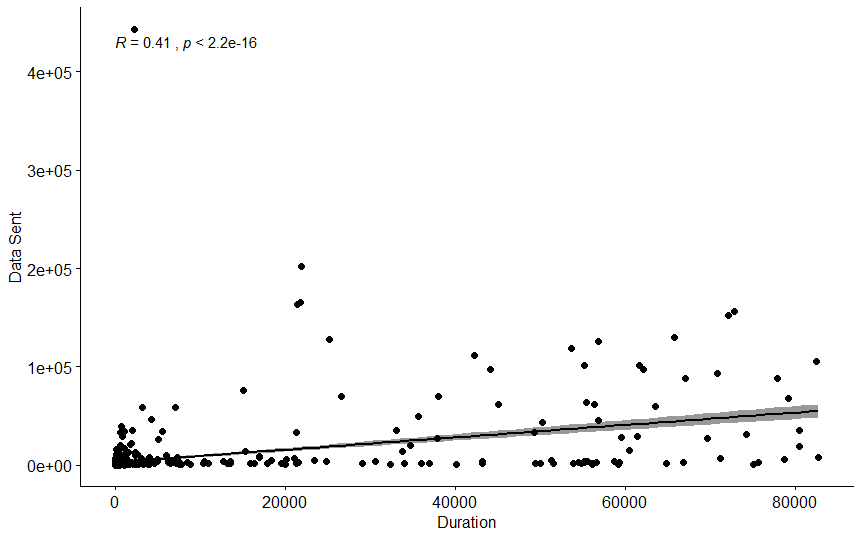 R = 0.41 , p < 2.2e-16
4e+05
3e+05
2e+05
1e+05
0e+00
Data Sent
0 20000 40000 60000 80000
Duration